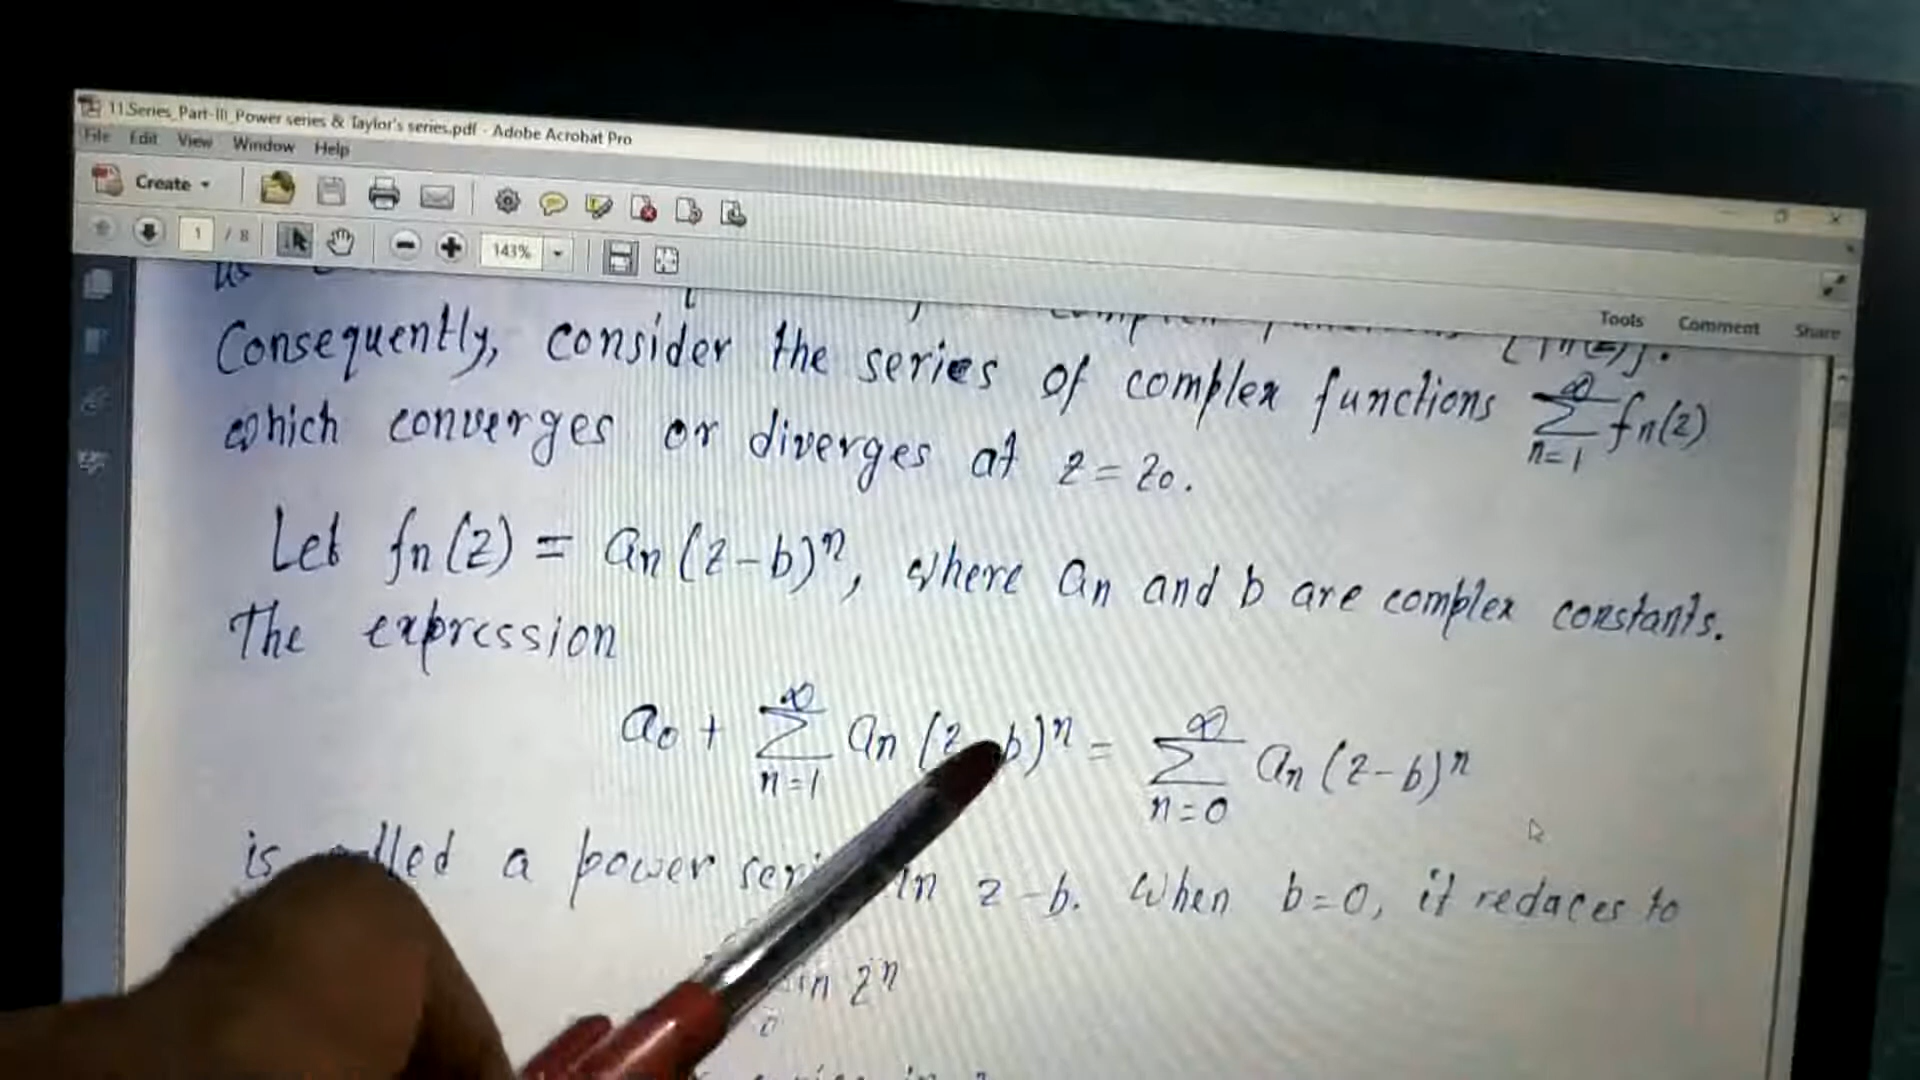 11.Series_Part-III_Power series & Taylor's series.pdf - Adobe Acrobat Pro
File Edit View Window Help
Create
1 / 8 143%
Tools Comment Share
Consequently, consider the series of complex functions ∑_{n=1}^∞ fn(z)
which converges or diverges at z = z0.
Let fn(z) = an (z-b)^n, where an and b are complex constants.
The expression
a0 + ∑_{n=1}^∞ an (z-b)^n = ∑_{n=0}^∞ an (z-b)^n
is called a power in z-b. When b=0, it reduces to
z^n